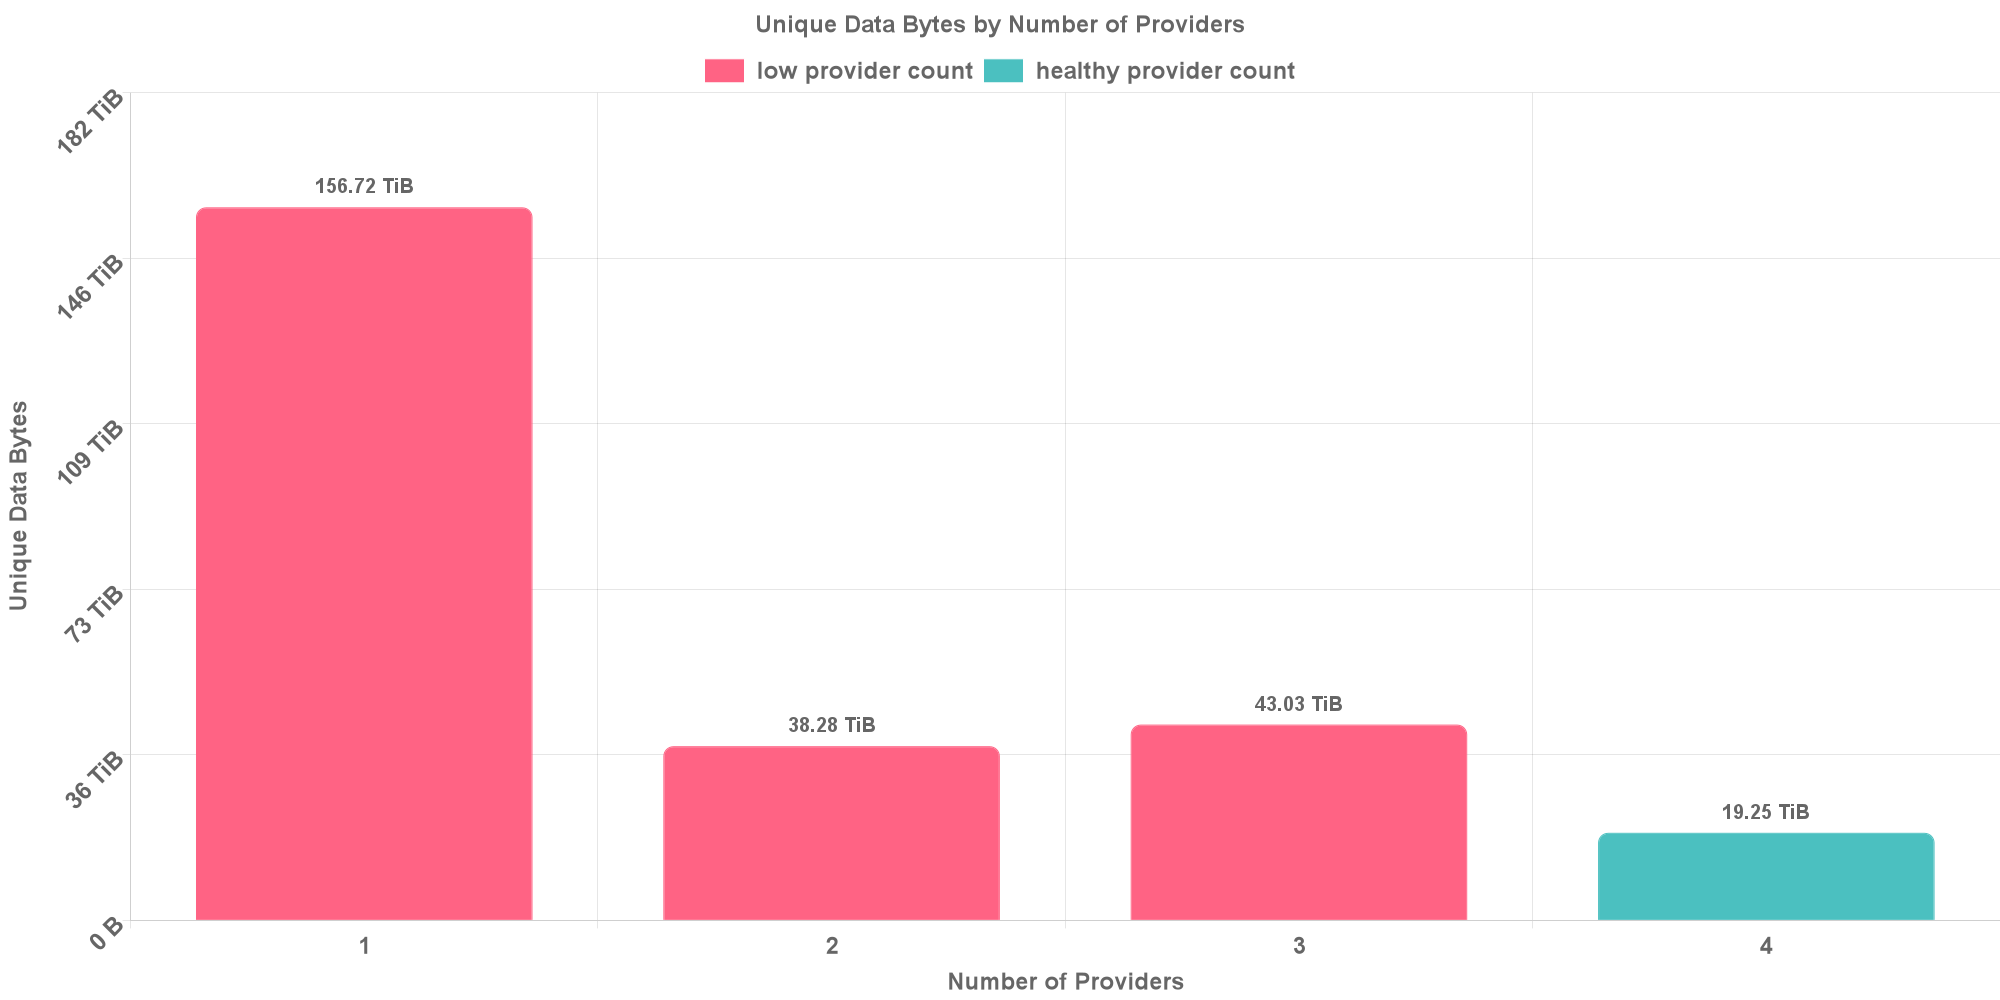 Unique Data Bytes by Number of Providers
low provider count healthy provider count
182 TiB
146 TiB
109 TiB
73 TiB
36 TiB
0 B
Unique Data Bytes
156.72 TiB
38.28 TiB
43.03 TiB
19.25 TiB
1 2 3 4
Number of Providers